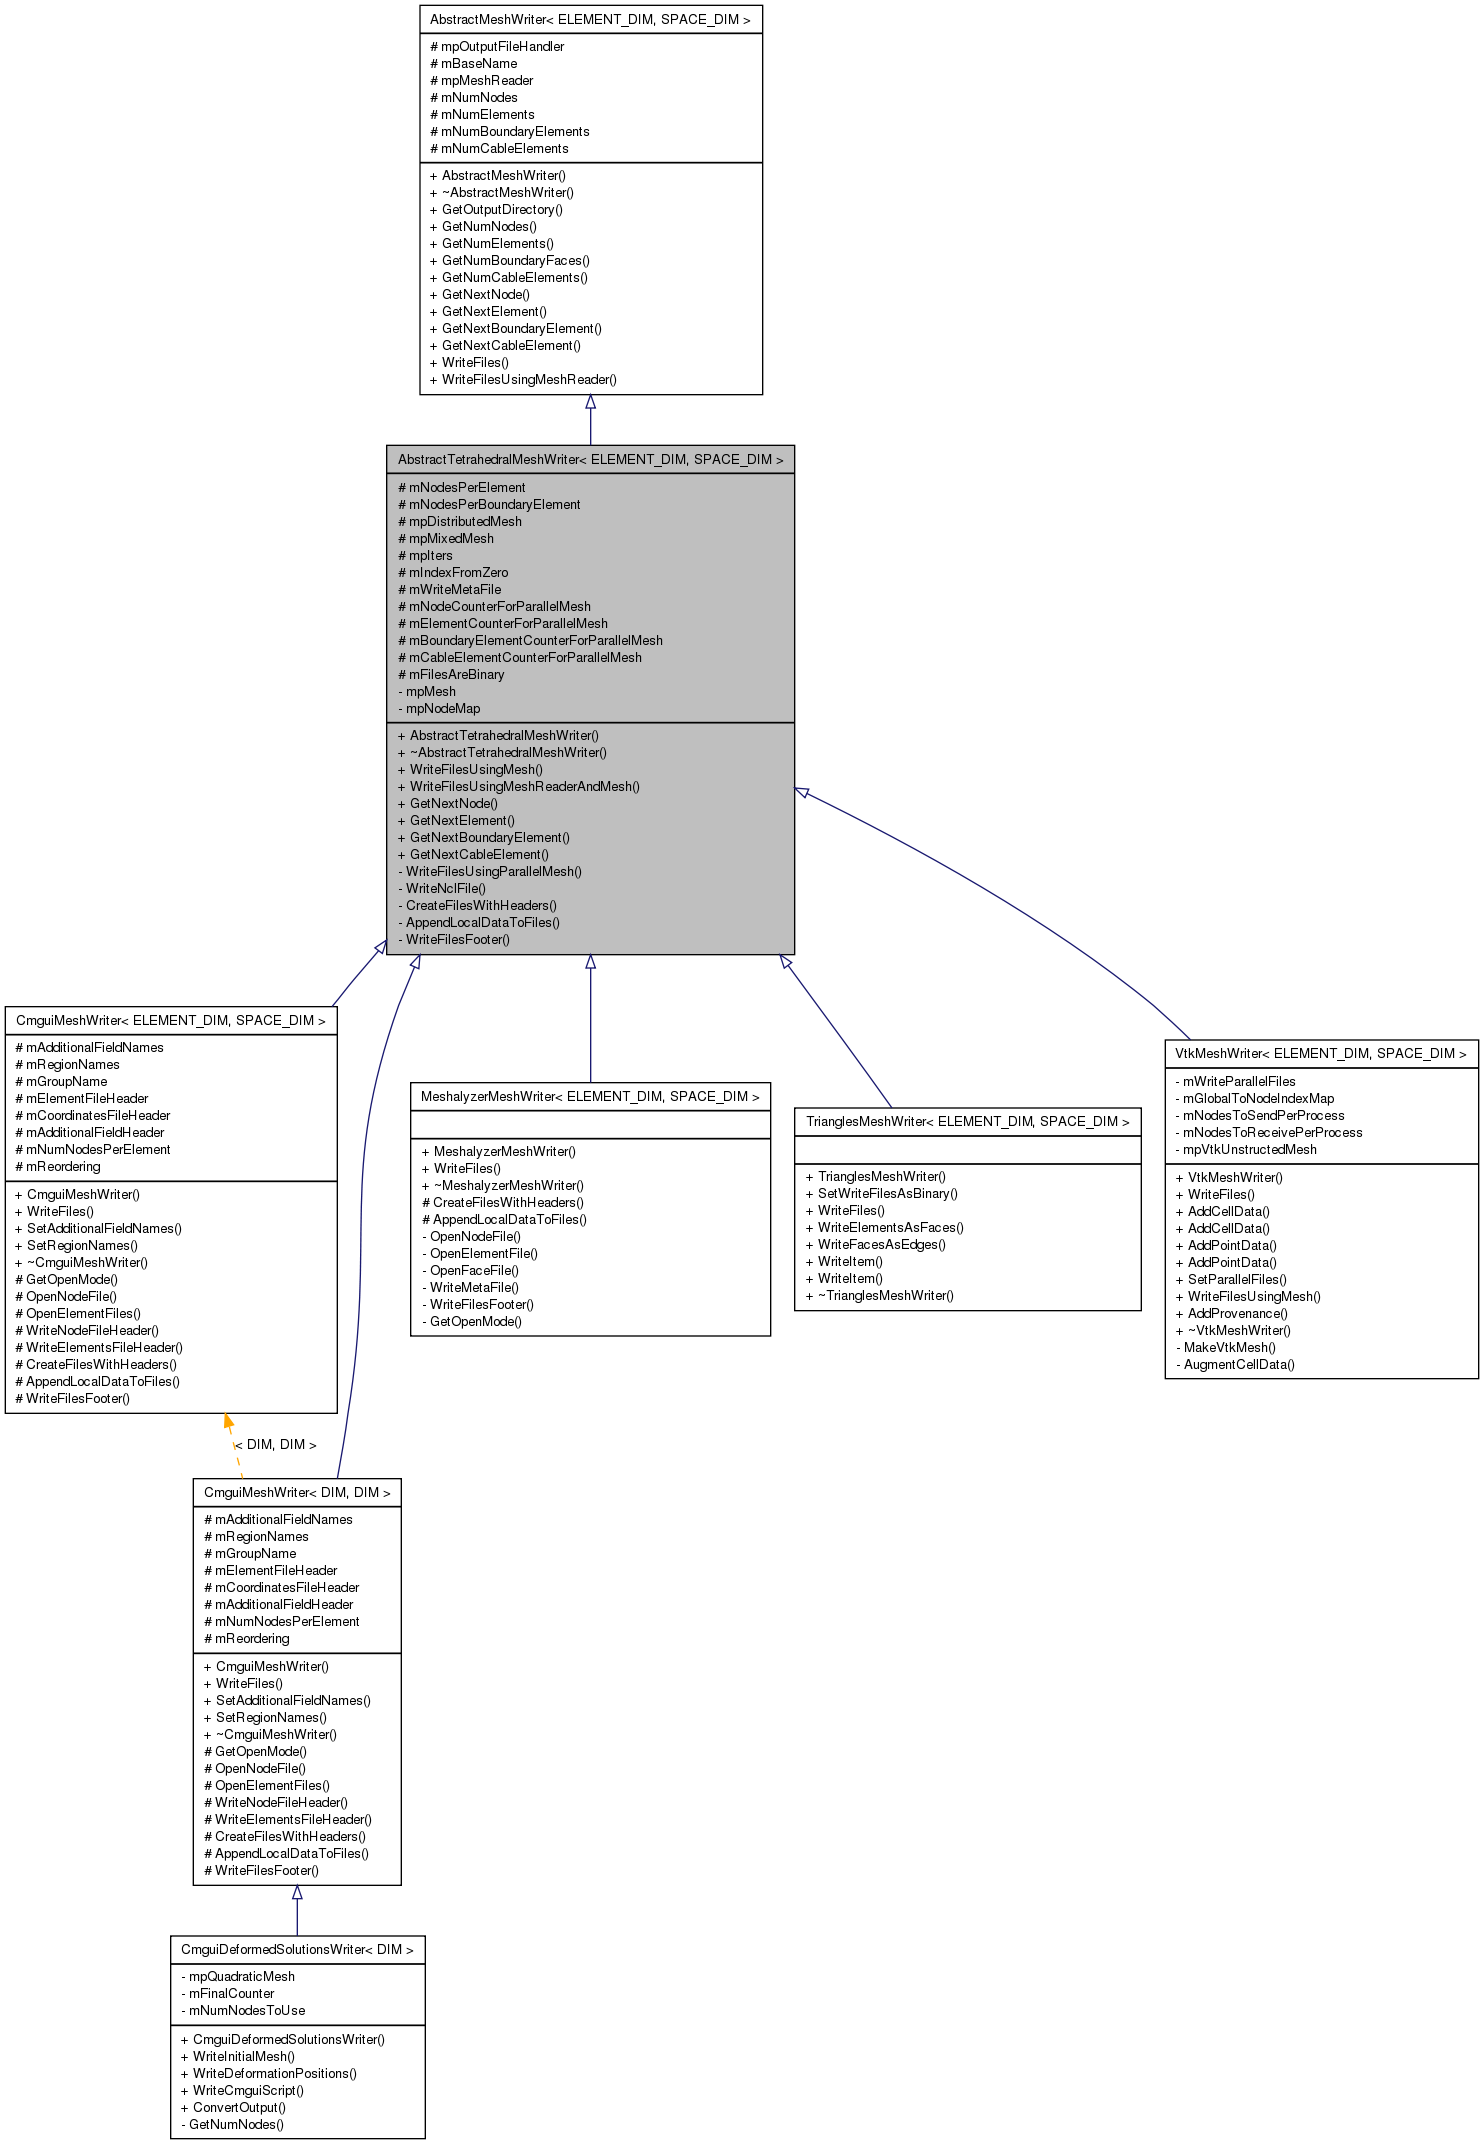 AbstractMeshWriter< ELEMENT_DIM, SPACE_DIM >
# mpOutputFileHandler
# mBaseName
# mpMeshReader
# mNumNodes
# mNumElements
# mNumBoundaryElements
# mNumCableElements
+ AbstractMeshWriter()
+ ~AbstractMeshWriter()
+ GetOutputDirectory()
+ GetNumNodes()
+ GetNumElements()
+ GetNumBoundaryFaces()
+ GetNumCableElements()
+ GetNextNode()
+ GetNextElement()
+ GetNextBoundaryElement()
+ GetNextCableElement()
+ WriteFiles()
+ WriteFilesUsingMeshReader()
AbstractTetrahedralMeshWriter< ELEMENT_DIM, SPACE_DIM >
# mNodesPerElement
# mNodesPerBoundaryElement
# mpDistributedMesh
# mpMixedMesh
# mpIters
# mIndexFromZero
# mWriteMetaFile
# mNodeCounterForParallelMesh
# mElementCounterForParallelMesh
# mBoundaryElementCounterForParallelMesh
# mCableElementCounterForParallelMesh
# mFilesAreBinary
- mpMesh
- mpNodeMap
+ AbstractTetrahedralMeshWriter()
+ ~AbstractTetrahedralMeshWriter()
+ WriteFilesUsingMesh()
+ WriteFilesUsingMeshReaderAndMesh()
+ GetNextNode()
+ GetNextElement()
+ GetNextBoundaryElement()
+ GetNextCableElement()
- WriteFilesUsingParallelMesh()
- WriteNclFile()
- CreateFilesWithHeaders()
- AppendLocalDataToFiles()
- WriteFilesFooter()
CmguiMeshWriter< ELEMENT_DIM, SPACE_DIM >
# mAdditionalFieldNames
# mRegionNames
# mGroupName
# mElementFileHeader
# mCoordinatesFileHeader
# mAdditionalFieldHeader
# mNumNodesPerElement
# mReordering
+ CmguiMeshWriter()
+ WriteFiles()
+ SetAdditionalFieldNames()
+ SetRegionNames()
+ ~CmguiMeshWriter()
# GetOpenMode()
# OpenNodeFile()
# OpenElementFiles()
# WriteNodeFileHeader()
# WriteElementsFileHeader()
# CreateFilesWithHeaders()
# AppendLocalDataToFiles()
# WriteFilesFooter()
MeshalyzerMeshWriter< ELEMENT_DIM, SPACE_DIM >
+ MeshalyzerMeshWriter()
+ WriteFiles()
+ ~MeshalyzerMeshWriter()
# CreateFilesWithHeaders()
# AppendLocalDataToFiles()
- OpenNodeFile()
- OpenElementFile()
- OpenFaceFile()
- WriteMetaFile()
- WriteFilesFooter()
- GetOpenMode()
TrianglesMeshWriter< ELEMENT_DIM, SPACE_DIM >
+ TrianglesMeshWriter()
+ SetWriteFilesAsBinary()
+ WriteFiles()
+ WriteElementsAsFaces()
+ WriteFacesAsEdges()
+ WriteItem()
+ WriteItem()
+ ~TrianglesMeshWriter()
VtkMeshWriter< ELEMENT_DIM, SPACE_DIM >
- mWriteParallelFiles
- mGlobalToNodeIndexMap
- mNodesToSendPerProcess
- mNodesToReceivePerProcess
- mpVtkUnstructedMesh
+ VtkMeshWriter()
+ WriteFiles()
+ AddCellData()
+ AddCellData()
+ AddPointData()
+ AddPointData()
+ SetParallelFiles()
+ WriteFilesUsingMesh()
+ AddProvenance()
+ ~VtkMeshWriter()
- MakeVtkMesh()
- AugmentCellData()
< DIM, DIM >
CmguiMeshWriter< DIM, DIM >
# mAdditionalFieldNames
# mRegionNames
# mGroupName
# mElementFileHeader
# mCoordinatesFileHeader
# mAdditionalFieldHeader
# mNumNodesPerElement
# mReordering
+ CmguiMeshWriter()
+ WriteFiles()
+ SetAdditionalFieldNames()
+ SetRegionNames()
+ ~CmguiMeshWriter()
# GetOpenMode()
# OpenNodeFile()
# OpenElementFiles()
# WriteNodeFileHeader()
# WriteElementsFileHeader()
# CreateFilesWithHeaders()
# AppendLocalDataToFiles()
# WriteFilesFooter()
CmguiDeformedSolutionsWriter< DIM >
- mpQuadraticMesh
- mFinalCounter
- mNumNodesToUse
+ CmguiDeformedSolutionsWriter()
+ WriteInitialMesh()
+ WriteDeformationPositions()
+ WriteCmguiScript()
+ ConvertOutput()
- GetNumNodes()